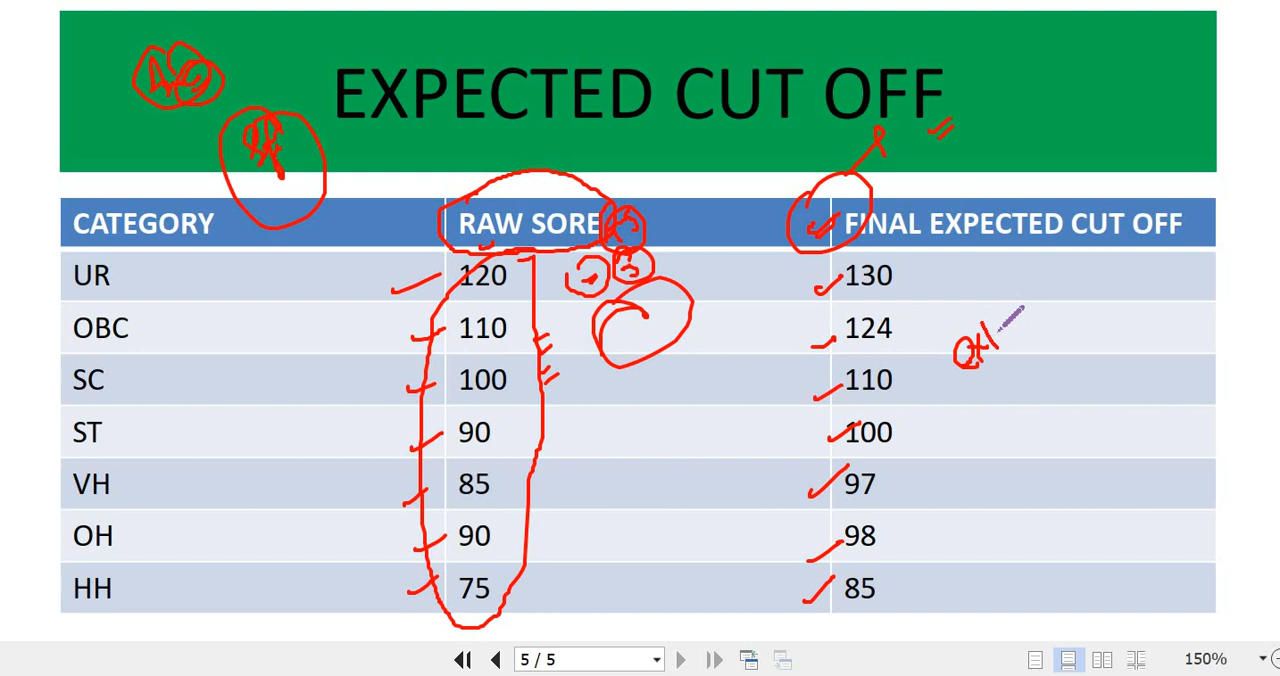 EXPECTED CUT OFF
CATEGORY RAW SORE FINAL EXPECTED CUT OFF
UR 120 130
OBC 110 124
SC 100 110
ST 90 100
VH 85 97
OH 90 98
HH 75 85
5 / 5
150%